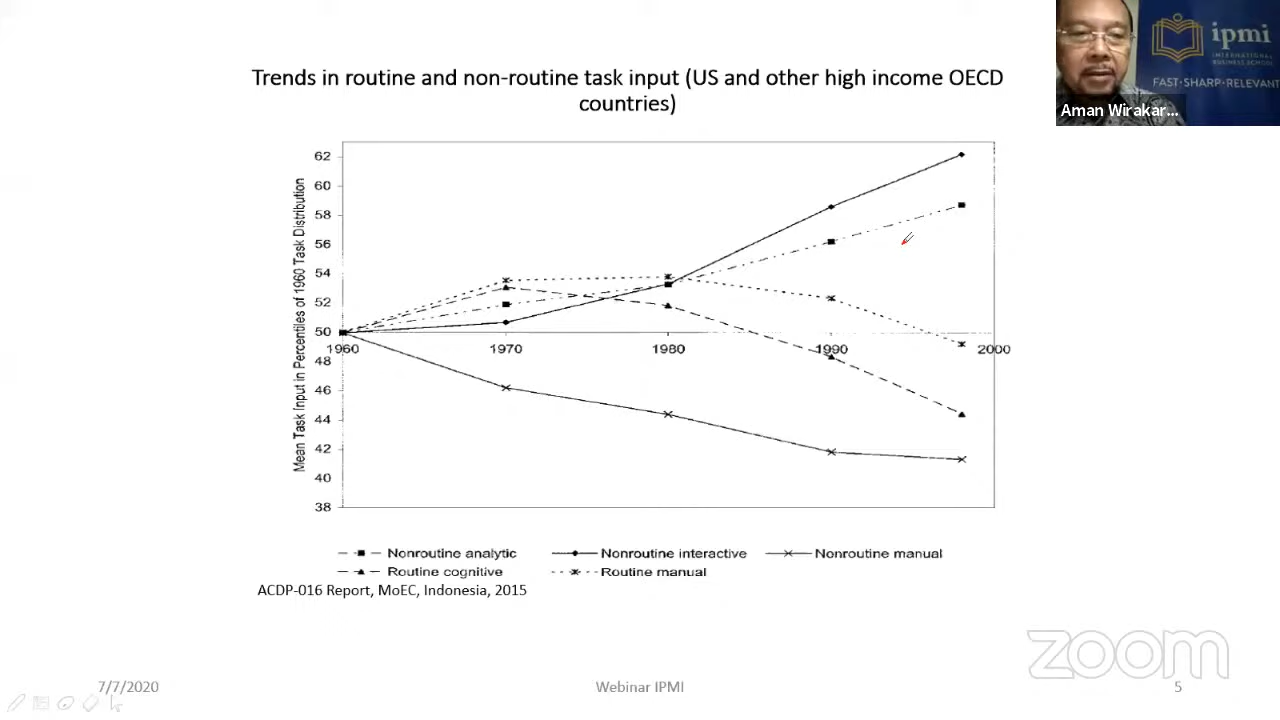 ipmi
INTERNATIONAL
BUSINESS SCHOOL
FAST·SHARP·RELEVANT
Aman Wirakar...
Trends in routine and non-routine task input (US and other high income OECD
countries)
Mean Task Input in Percentiles of 1960 Task Distribution
62
60
58
56
54
52
50
48
46
44
42
40
38
1960
1970
1980
1990
2000
Nonroutine analytic
Nonroutine interactive
Nonroutine manual
Routine cognitive
Routine manual
ACDP-016 Report, MoEC, Indonesia, 2015
zoom
7/7/2020
Webinar IPMI
5